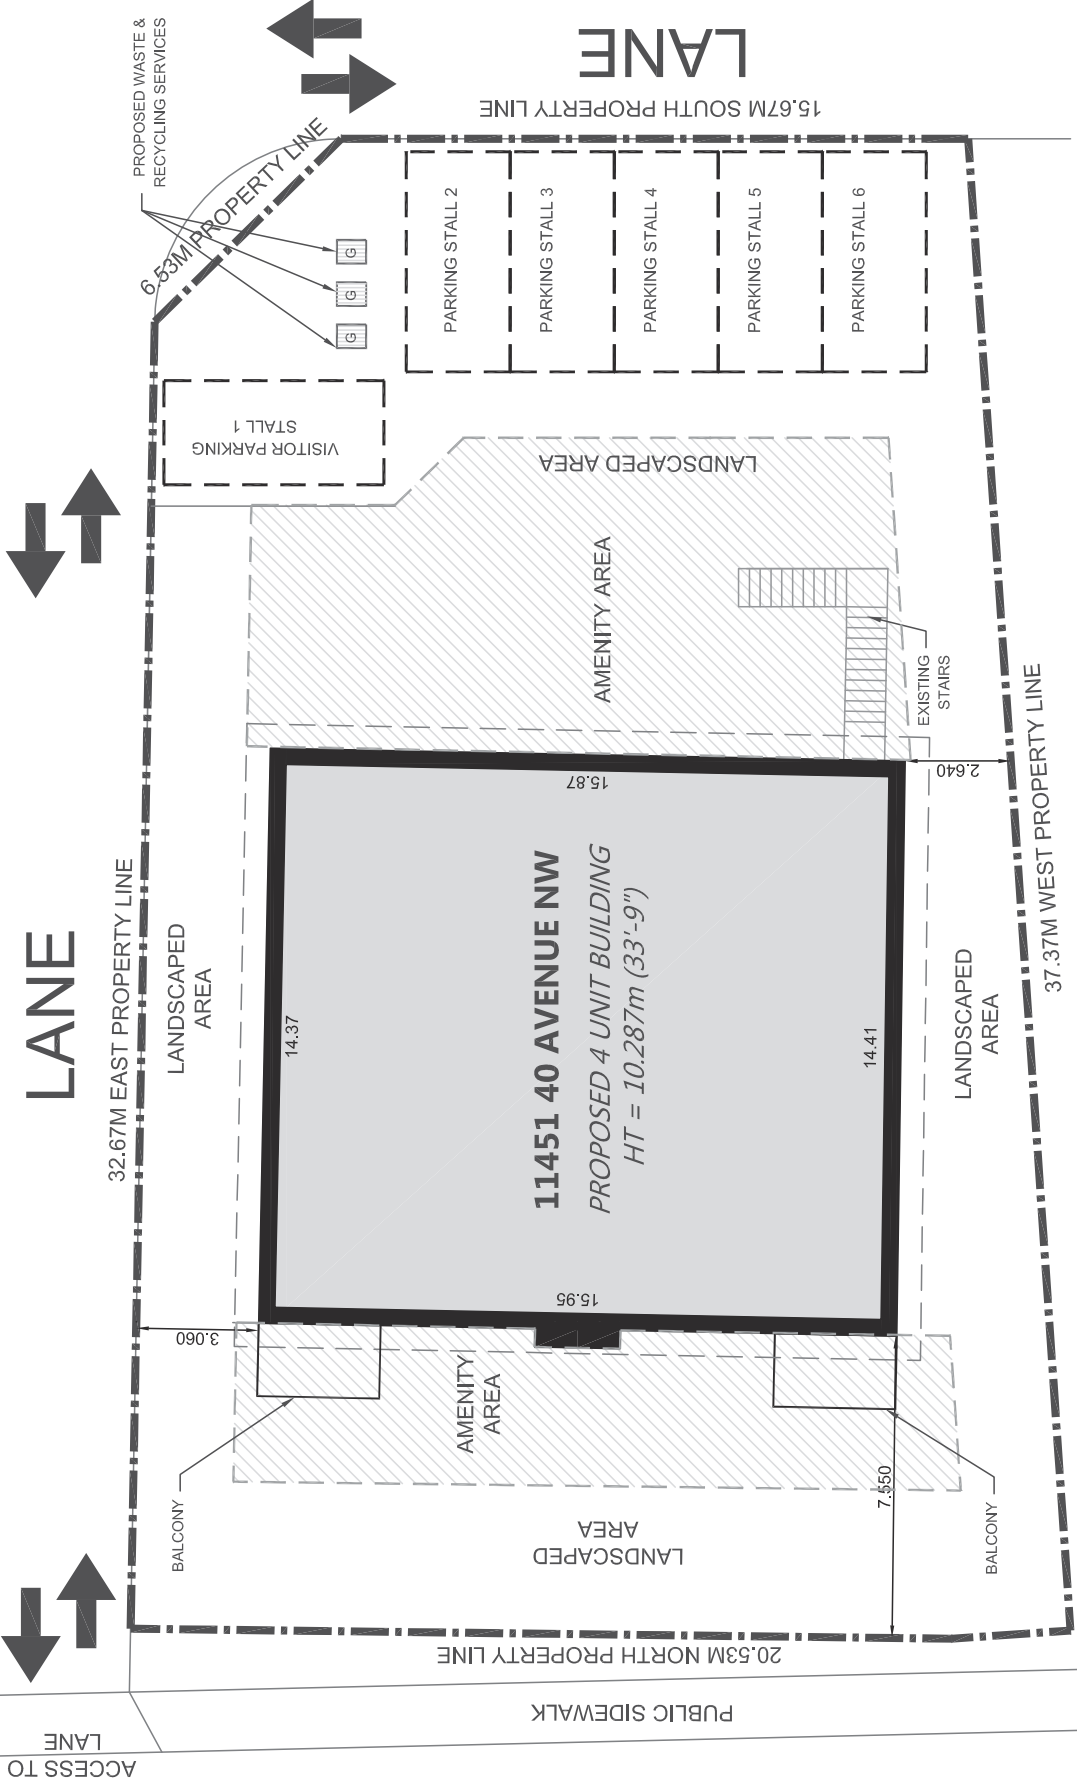 PROPOSED WASTE &
RECYCLING SERVICES
LANE
15.67M SOUTH PROPERTY LINE
6.53M PROPERTY LINE
G
G
G
PARKING STALL 2
PARKING STALL 3
PARKING STALL 4
PARKING STALL 5
PARKING STALL 6
VISITOR PARKING
STALL 1
LANDSCAPED AREA
AMENITY AREA
EXISTING
STAIRS
2.640
15.87
LANE
32.67M EAST PROPERTY LINE
LANDSCAPED
AREA
14.37
11451 40 AVENUE NW
PROPOSED 4 UNIT BUILDING
HT = 10.287m (33'-9")
14.41
LANDSCAPED
AREA
37.37M WEST PROPERTY LINE
15.95
3.060
AMENITY
AREA
BALCONY
BALCONY
7.550
LANDSCAPED
AREA
20.53M NORTH PROPERTY LINE
PUBLIC SIDEWALK
ACCESS TO
LANE